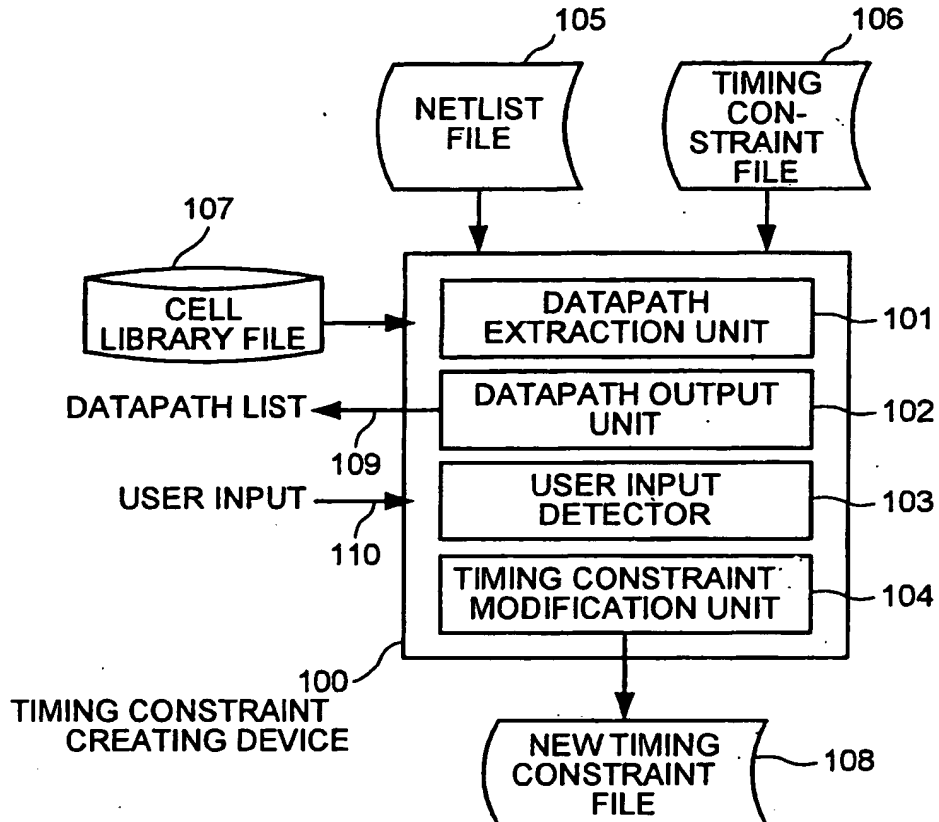 105
106
NETLIST
FILE
TIMING
CON-
STRAINT
FILE
107
CELL
LIBRARY FILE
DATAPATH
EXTRACTION UNIT
101
DATAPATH LIST
109
DATAPATH OUTPUT
UNIT
102
USER INPUT
110
USER INPUT
DETECTOR
103
TIMING CONSTRAINT
MODIFICATION UNIT
104
100
TIMING CONSTRAINT
CREATING DEVICE
NEW TIMING
CONSTRAINT
FILE
108